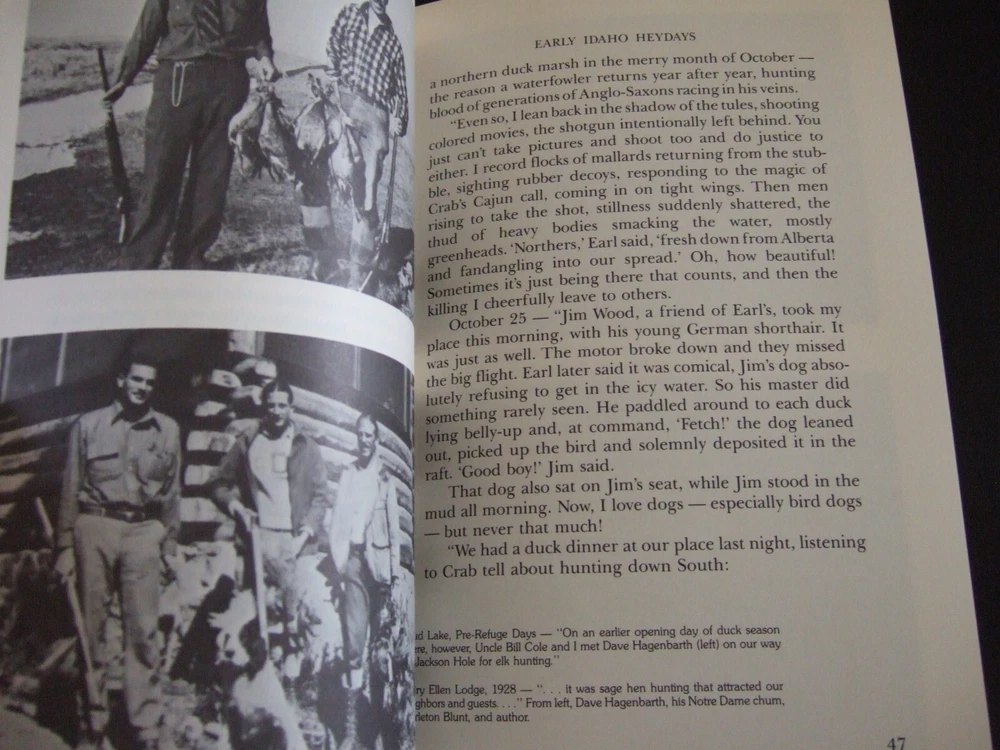 EARLY IDAHO HEYDAYS
a northern duck marsh in the merry month of October —
the reason a waterfowler returns year after year, hunting
blood of generations of Anglo-Saxons racing in his veins.
"Even so, I lean back in the shadow of the tules, shooting
colored movies, the shotgun intentionally left behind. You
just can't take pictures and shoot too and do justice to
either. I record flocks of mallards returning from the stub-
ble, sighting rubber decoys, responding to the magic of
Crab's Cajun call, coming in on tight wings. Then men
rising to take the shot, stillness suddenly shattered, the
thud of heavy bodies smacking the water, mostly
greenheads. 'Northers,' Earl said, 'fresh down from Alberta
and fandangling into our spread.' Oh, how beautiful!
Sometimes it's just being there that counts, and then the
killing I cheerfully leave to others.
October 25 — "Jim Wood, a friend of Earl's, took my
place this morning, with his young German shorthair. It
was just as well. The motor broke down and they missed
the big flight. Earl later said it was comical, Jim's dog abso-
lutely refusing to get in the icy water. So his master did
something rarely seen. He paddled around to each duck
lying belly-up and, at command, 'Fetch!' the dog leaned
out, picked up the bird and solemnly deposited it in the
raft. 'Good boy!' Jim said.
That dog also sat on Jim's seat, while Jim stood in the
mud all morning. Now, I love dogs — especially bird dogs
— but never that much!
"We had a duck dinner at our place last night, listening
to Crab tell about hunting down South:
Lake, Pre-Refuge Days — "On an earlier opening day of duck season
however, Uncle Bill Cole and I met Dave Hagenbarth (left) on our way
Jackson Hole for elk hunting."
Ellen Lodge, 1928 — ". . . it was sage hen hunting that attracted our
and guests. . . ." From left, Dave Hagenbarth, his Notre Dame chum,
Blunt, and author.
47